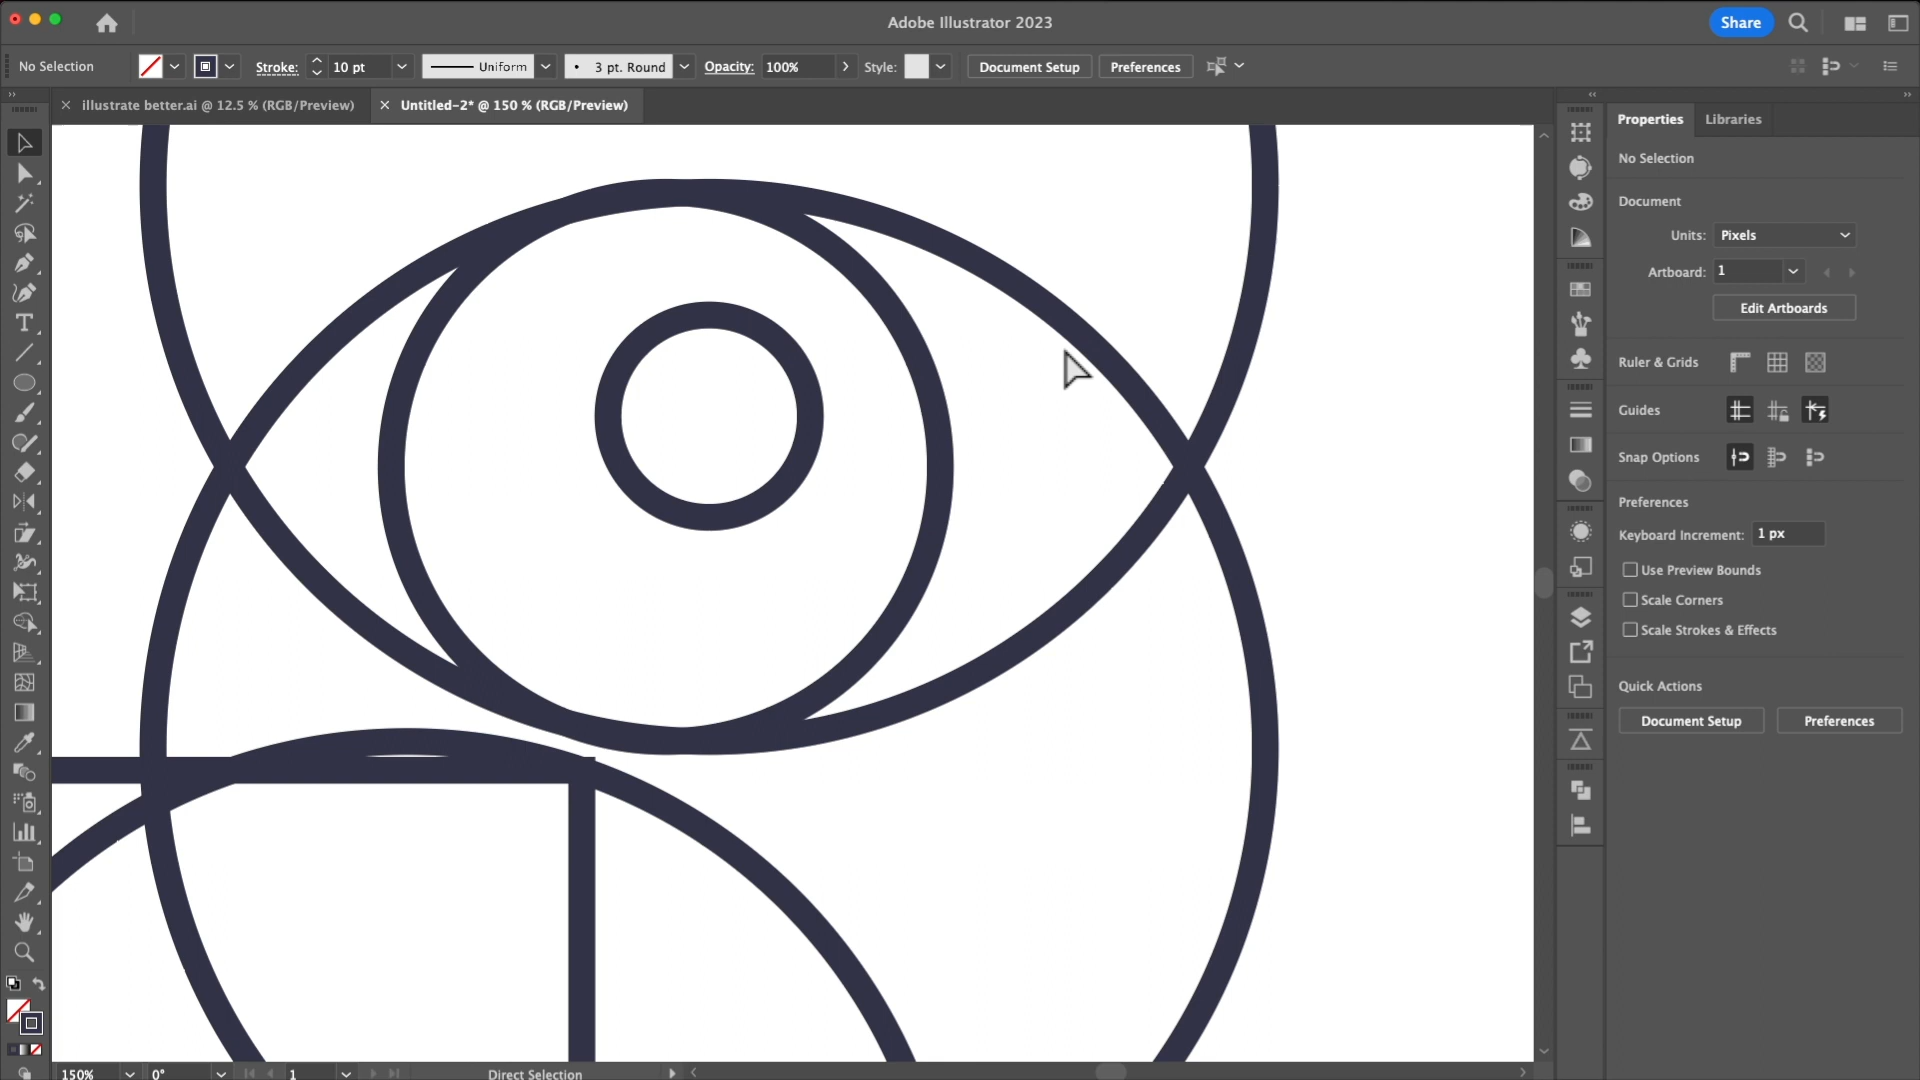 Adobe Illustrator 2023
Share
No Selection
Stroke:
10 pt
Uniform
3 pt. Round
Opacity:
100%
Style:
Document Setup
Preferences
illustrate better.ai @ 12.5 % (RGB/Preview)
Untitled-2* @ 150 % (RGB/Preview)
Properties
Libraries
No Selection
Document
Units:
Pixels
Artboard:
1
Edit Artboards
Ruler & Grids
Guides
Snap Options
Preferences
Keyboard Increment:
1 px
Use Preview Bounds
Scale Corners
Scale Strokes & Effects
Quick Actions
Document Setup
Preferences
150%
0°
1
Direct Selection